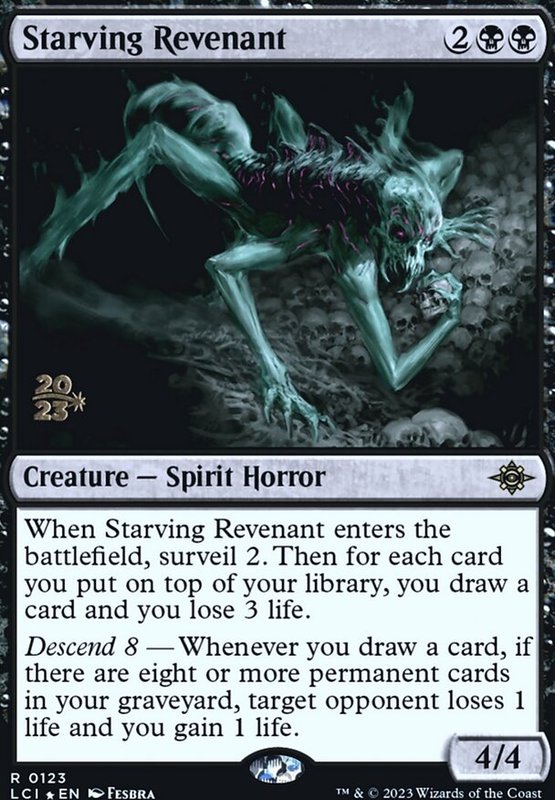 Starving Revenant 2
20
23
Creature — Spirit Horror
When Starving Revenant enters the
battlefield, surveil 2. Then for each card
you put on top of your library, you draw a
card and you lose 3 life.
Descend 8 — Whenever you draw a card, if
there are eight or more permanent cards
in your graveyard, target opponent loses 1
life and you gain 1 life.
4/4
R 0123
LCI ★ EN Fesbra
™ & © 2023 Wizards of the Coast